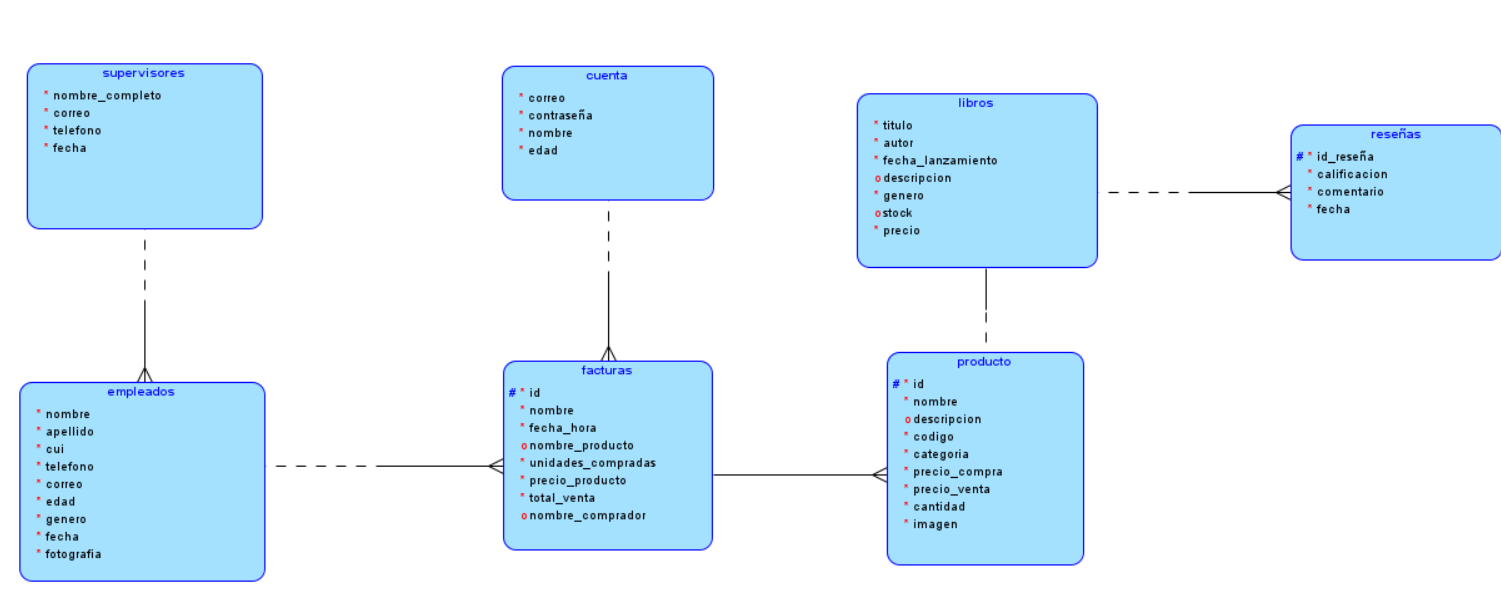 supervisores
* nombre_completo
* correo
* telefono
* fecha
cuenta
* correo
* contraseña
* nombre
* edad
libros
* titulo
* autor
* fecha_lanzamiento
o descripcion
* genero
o stock
* precio
reseñas
# * id_reseña
* calificacion
* comentario
* fecha
empleados
* nombre
* apellido
* cui
* telefono
* correo
* edad
* genero
* fecha
* fotografia
facturas
# * id
* nombre
* fecha_hora
o nombre_producto
* unidades_compradas
* precio_producto
* total_venta
o nombre_comprador
producto
# * id
* nombre
o descripcion
* codigo
* categoria
* precio_compra
* precio_venta
* cantidad
* imagen